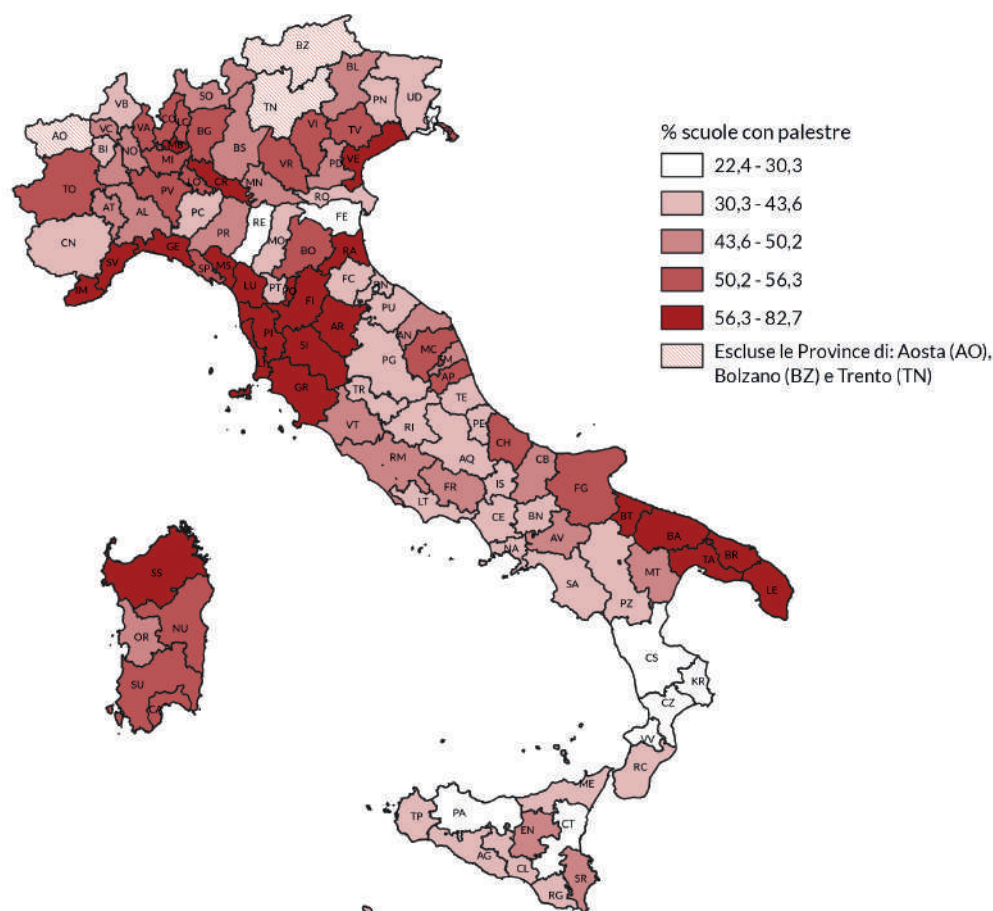 BZ
BL
PN
UD
VB
SO
TN
AO
VC
VA
CO
LC
BG
VI
TV
BI
NO
MB
MI
BS
VR
PD
VE
TO
PV
LO
CR
MN
RO
AT
AL
PC
PR
RE
FE
MO
CN
GE
BO
RA
SV
SP
MS
IM
LU
PT
FI
FC
PU
PI
AR
AN
SI
MC
PG
AP
GR
TR
TE
VT
RI
PE
CH
AQ
RM
CB
FR
IS
FG
LT
CE
BN
BT
NA
AV
BA
BR
TA
SA
MT
LE
PZ
SS
OR
NU
CS
KR
SU
CZ
CA
VV
RC
ME
TP
PA
CT
EN
AG
CL
SR
RG
% scuole con palestre
22,4 - 30,3
30,3 - 43,6
43,6 - 50,2
50,2 - 56,3
56,3 - 82,7
Escluse le Province di: Aosta (AO),
Bolzano (BZ) e Trento (TN)